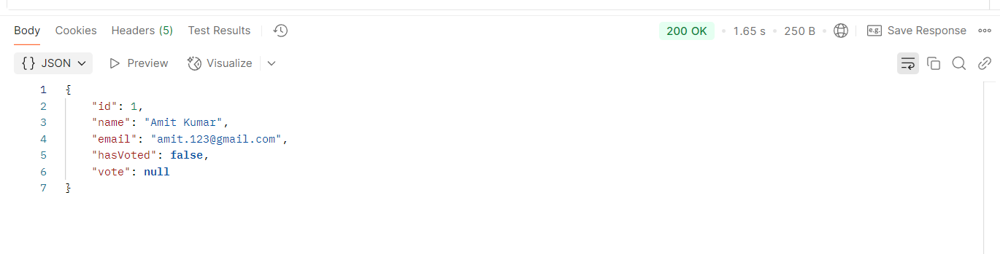 Body Cookies Headers (5) Test Results 200 OK • 1.65 s • 250 B • e.g. Save Response
{} JSON Preview Visualize
1 {
2 "id": 1,
3 "name": "Amit Kumar",
4 "email": "amit.123@gmail.com",
5 "hasVoted": false,
6 "vote": null
7 }